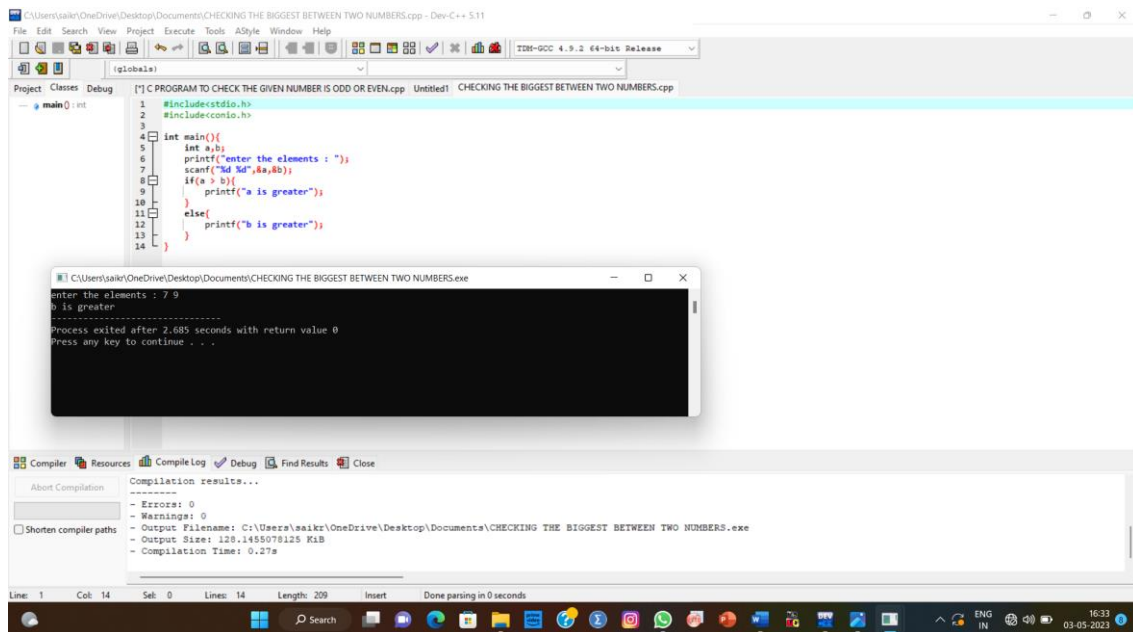 C:\Users\saikr\OneDrive\Desktop\Documents\CHECKING THE BIGGEST BETWEEN TWO NUMBERS.cpp - Dev-C++ 5.11
File Edit Search View Project Execute Tools AStyle Window Help
TDM-GCC 4.9.2 64-bit Release
(globals)
Project Classes Debug
[*] C PROGRAM TO CHECK THE GIVEN NUMBER IS ODD OR EVEN.cpp Untitled1 CHECKING THE BIGGEST BETWEEN TWO NUMBERS.cpp
main () : int
1 #include<stdio.h>
2 #include<conio.h>
3
4 int main(){
5 int a,b;
6 printf("enter the elements : ");
7 scanf("%d %d",&a,&b);
8 if(a > b){
9 printf("a is greater");
10 }
11 else{
12 printf("b is greater");
13 }
14 }
C:\Users\saikr\OneDrive\Desktop\Documents\CHECKING THE BIGGEST BETWEEN TWO NUMBERS.exe
enter the elements : 7 9
b is greater
--------------------------------
Process exited after 2.685 seconds with return value 0
Press any key to continue . . .
Compiler Resources Compile Log Debug Find Results Close
Abort Compilation
Shorten compiler paths
Compilation results...
--------
- Errors: 0
- Warnings: 0
- Output Filename: C:\Users\saikr\OneDrive\Desktop\Documents\CHECKING THE BIGGEST BETWEEN TWO NUMBERS.exe
- Output Size: 128.1455078125 KiB
- Compilation Time: 0.27s
Line: 1 Col: 14 Sel: 0 Lines: 14 Length: 209 Insert Done parsing in 0 seconds
Search
ENG
IN
16:33
03-05-2023